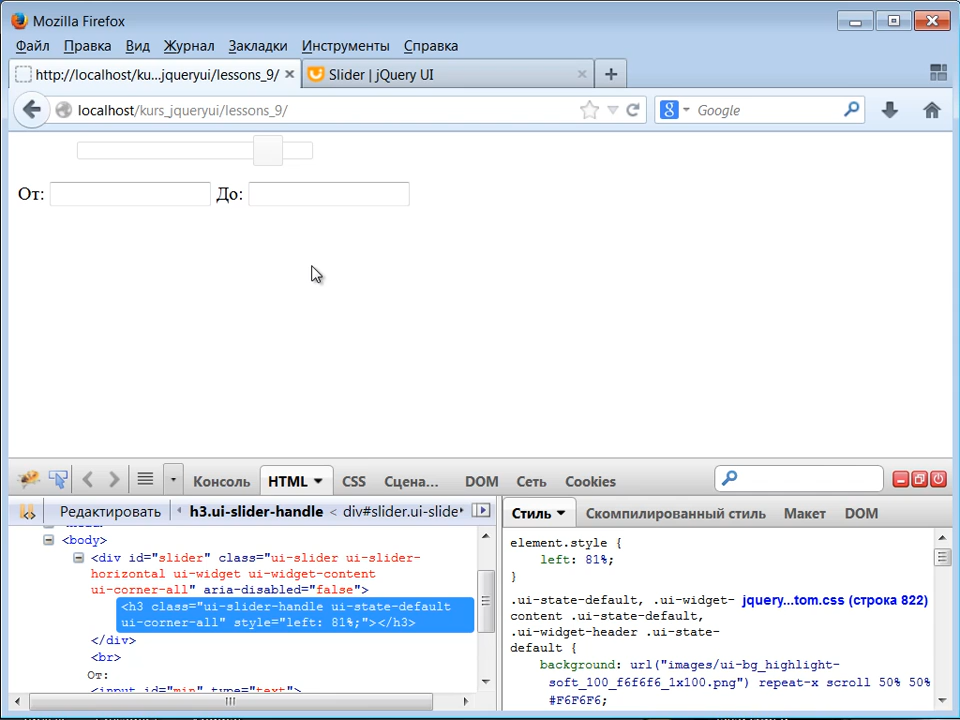 Mozilla Firefox
Файл Правка Вид Журнал Закладки Инструменты Справка
http://localhost/ku...jqueryui/lessons_9/ Slider | jQuery UI
localhost/kurs_jqueryui/lessons_9/ Google
От: До:
Консоль HTML CSS Сцена... DOM Сеть Cookies
Редактировать h3.ui-slider-handle < div#slider.ui-slide
Стиль Скомпилированный стиль Макет DOM
<body>
<div id="slider" class="ui-slider ui-slider-
horizontal ui-widget ui-widget-content
ui-corner-all" aria-disabled="false">
<h3 class="ui-slider-handle ui-state-default
ui-corner-all" style="left: 81%;"></h3>
</div>
<br>
От:
<input id="min" type="text">
element.style {
left: 81%;
}
.ui-state-default, .ui-widget- jquery...tom.css (строка 822)
content .ui-state-default,
.ui-widget-header .ui-state-
default {
background: url("images/ui-bg_highlight-
soft_100_f6f6f6_1x100.png") repeat-x scroll 50% 50%
#F6F6F6;